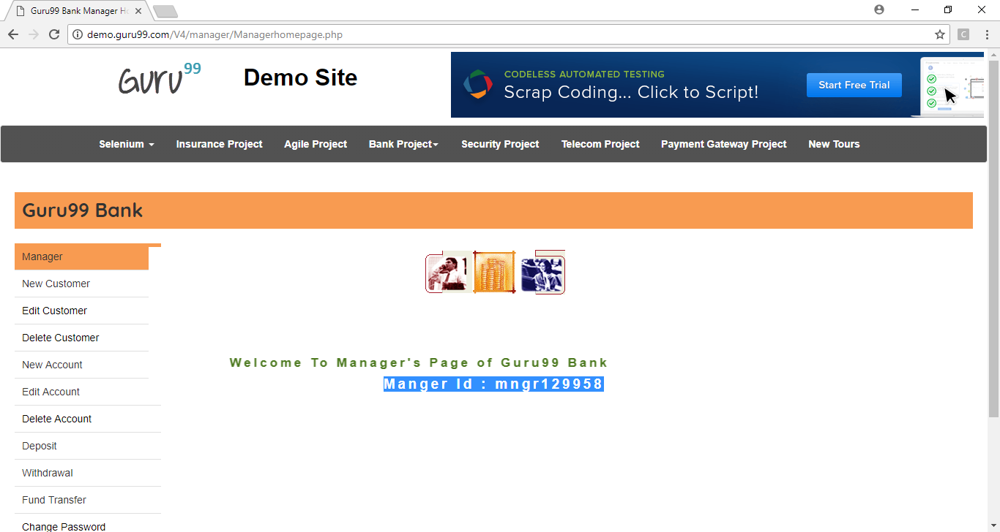 Guru99 Bank Manager H
demo.guru99.com/V4/manager/Managerhomepage.php
C
Guru99
Demo Site
CODELESS AUTOMATED TESTING
Scrap Coding... Click to Script!
Start Free Trial
Selenium
Insurance Project
Agile Project
Bank Project
Security Project
Telecom Project
Payment Gateway Project
New Tours
Guru99 Bank
Manager
New Customer
Edit Customer
Delete Customer
New Account
Edit Account
Delete Account
Deposit
Withdrawal
Fund Transfer
Change Password
Welcome To Manager's Page of Guru99 Bank
Manger Id : mngr129958